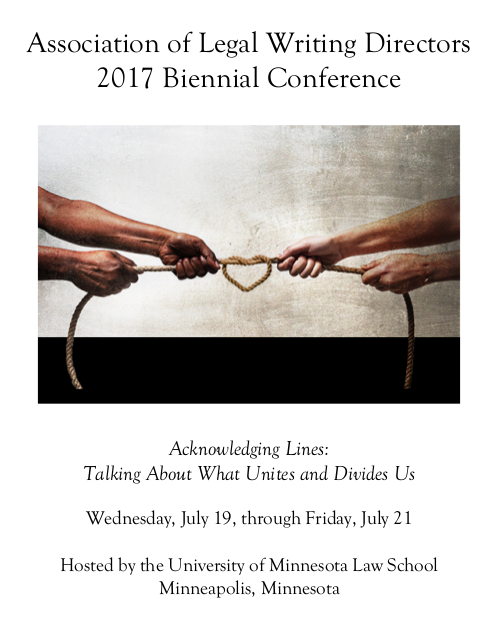 Association of Legal Writing Directors
2017 Biennial Conference
Acknowledging Lines:
Talking About What Unites and Divides Us
Wednesday, July 19, through Friday, July 21
Hosted by the University of Minnesota Law School
Minneapolis, Minnesota